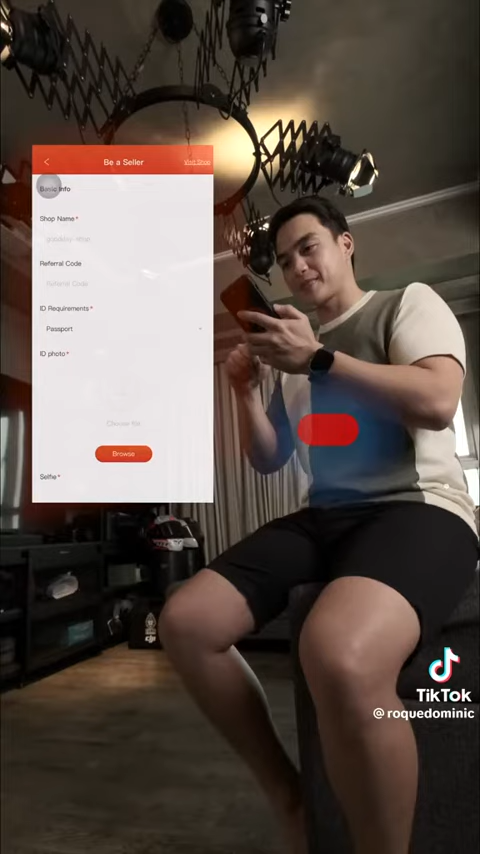 Be a Seller
Visit Shop
Basic Info
Shop Name*
Referral Code
Referral Code
ID Requirements*
Passport
ID photo*
Choose file
Browse
Selfie*
TikTok
@roquedominic